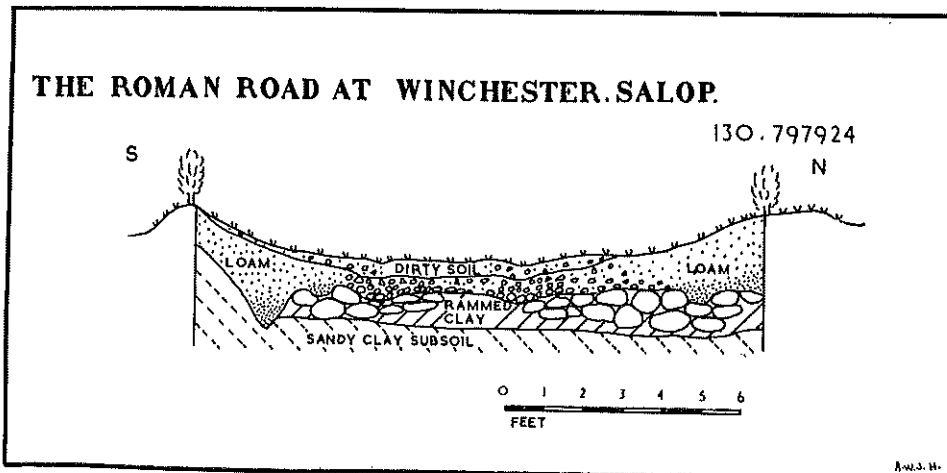 THE ROMAN ROAD AT WINCHESTER. SALOP.
130.797924
S
N
LOAM
DIRTY SOIL
LOAM
RAMMED
CLAY
SANDY CLAY SUBSOIL
0 1 2 3 4 5 6
FEET
A.W.J. H.